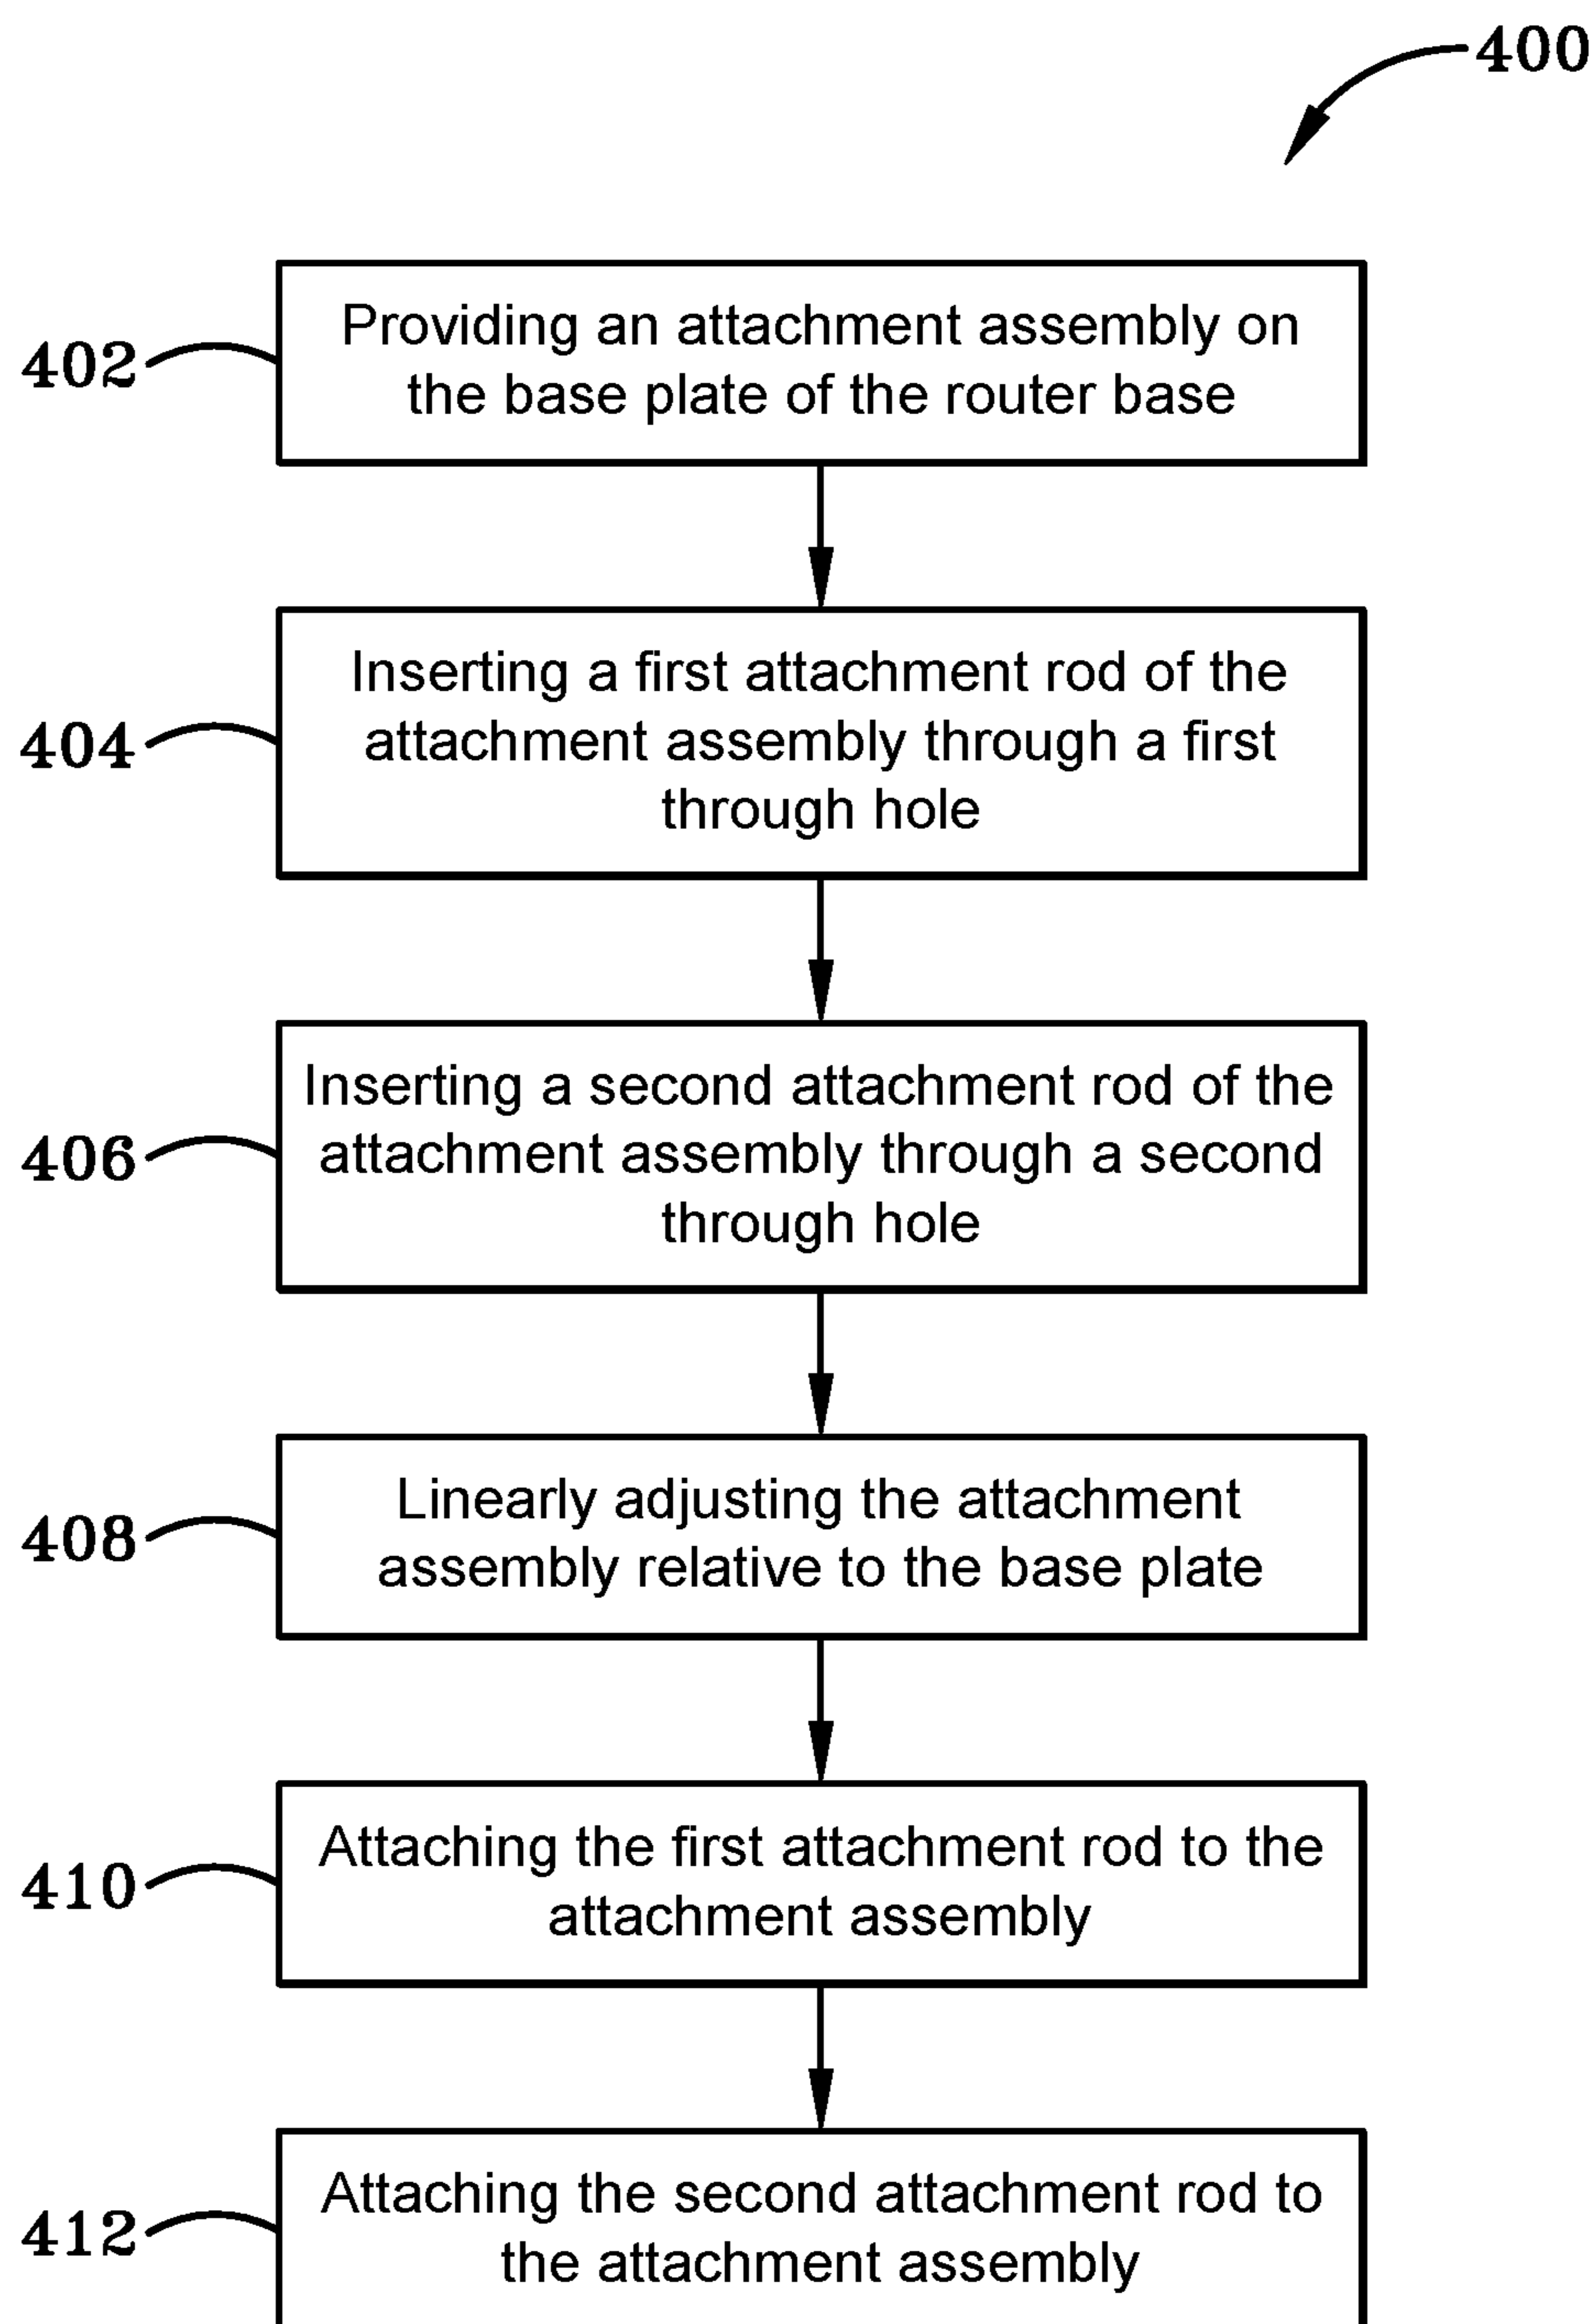 400
402
Providing an attachment assembly on
the base plate of the router base
404
Inserting a first attachment rod of the
attachment assembly through a first
through hole
406
Inserting a second attachment rod of the
attachment assembly through a second
through hole
408
Linearly adjusting the attachment
assembly relative to the base plate
410
Attaching the first attachment rod to the
attachment assembly
412
Attaching the second attachment rod to
the attachment assembly